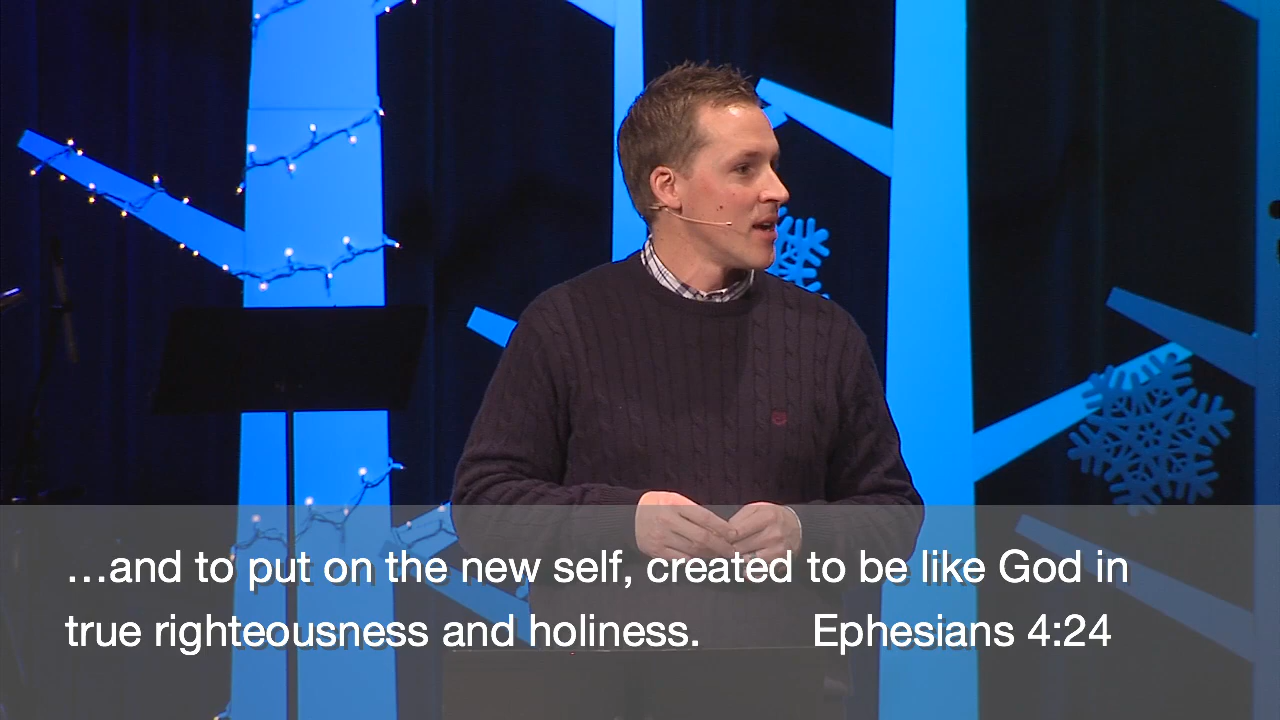 …and to put on the new self, created to be like God in
true righteousness and holiness. Ephesians 4:24